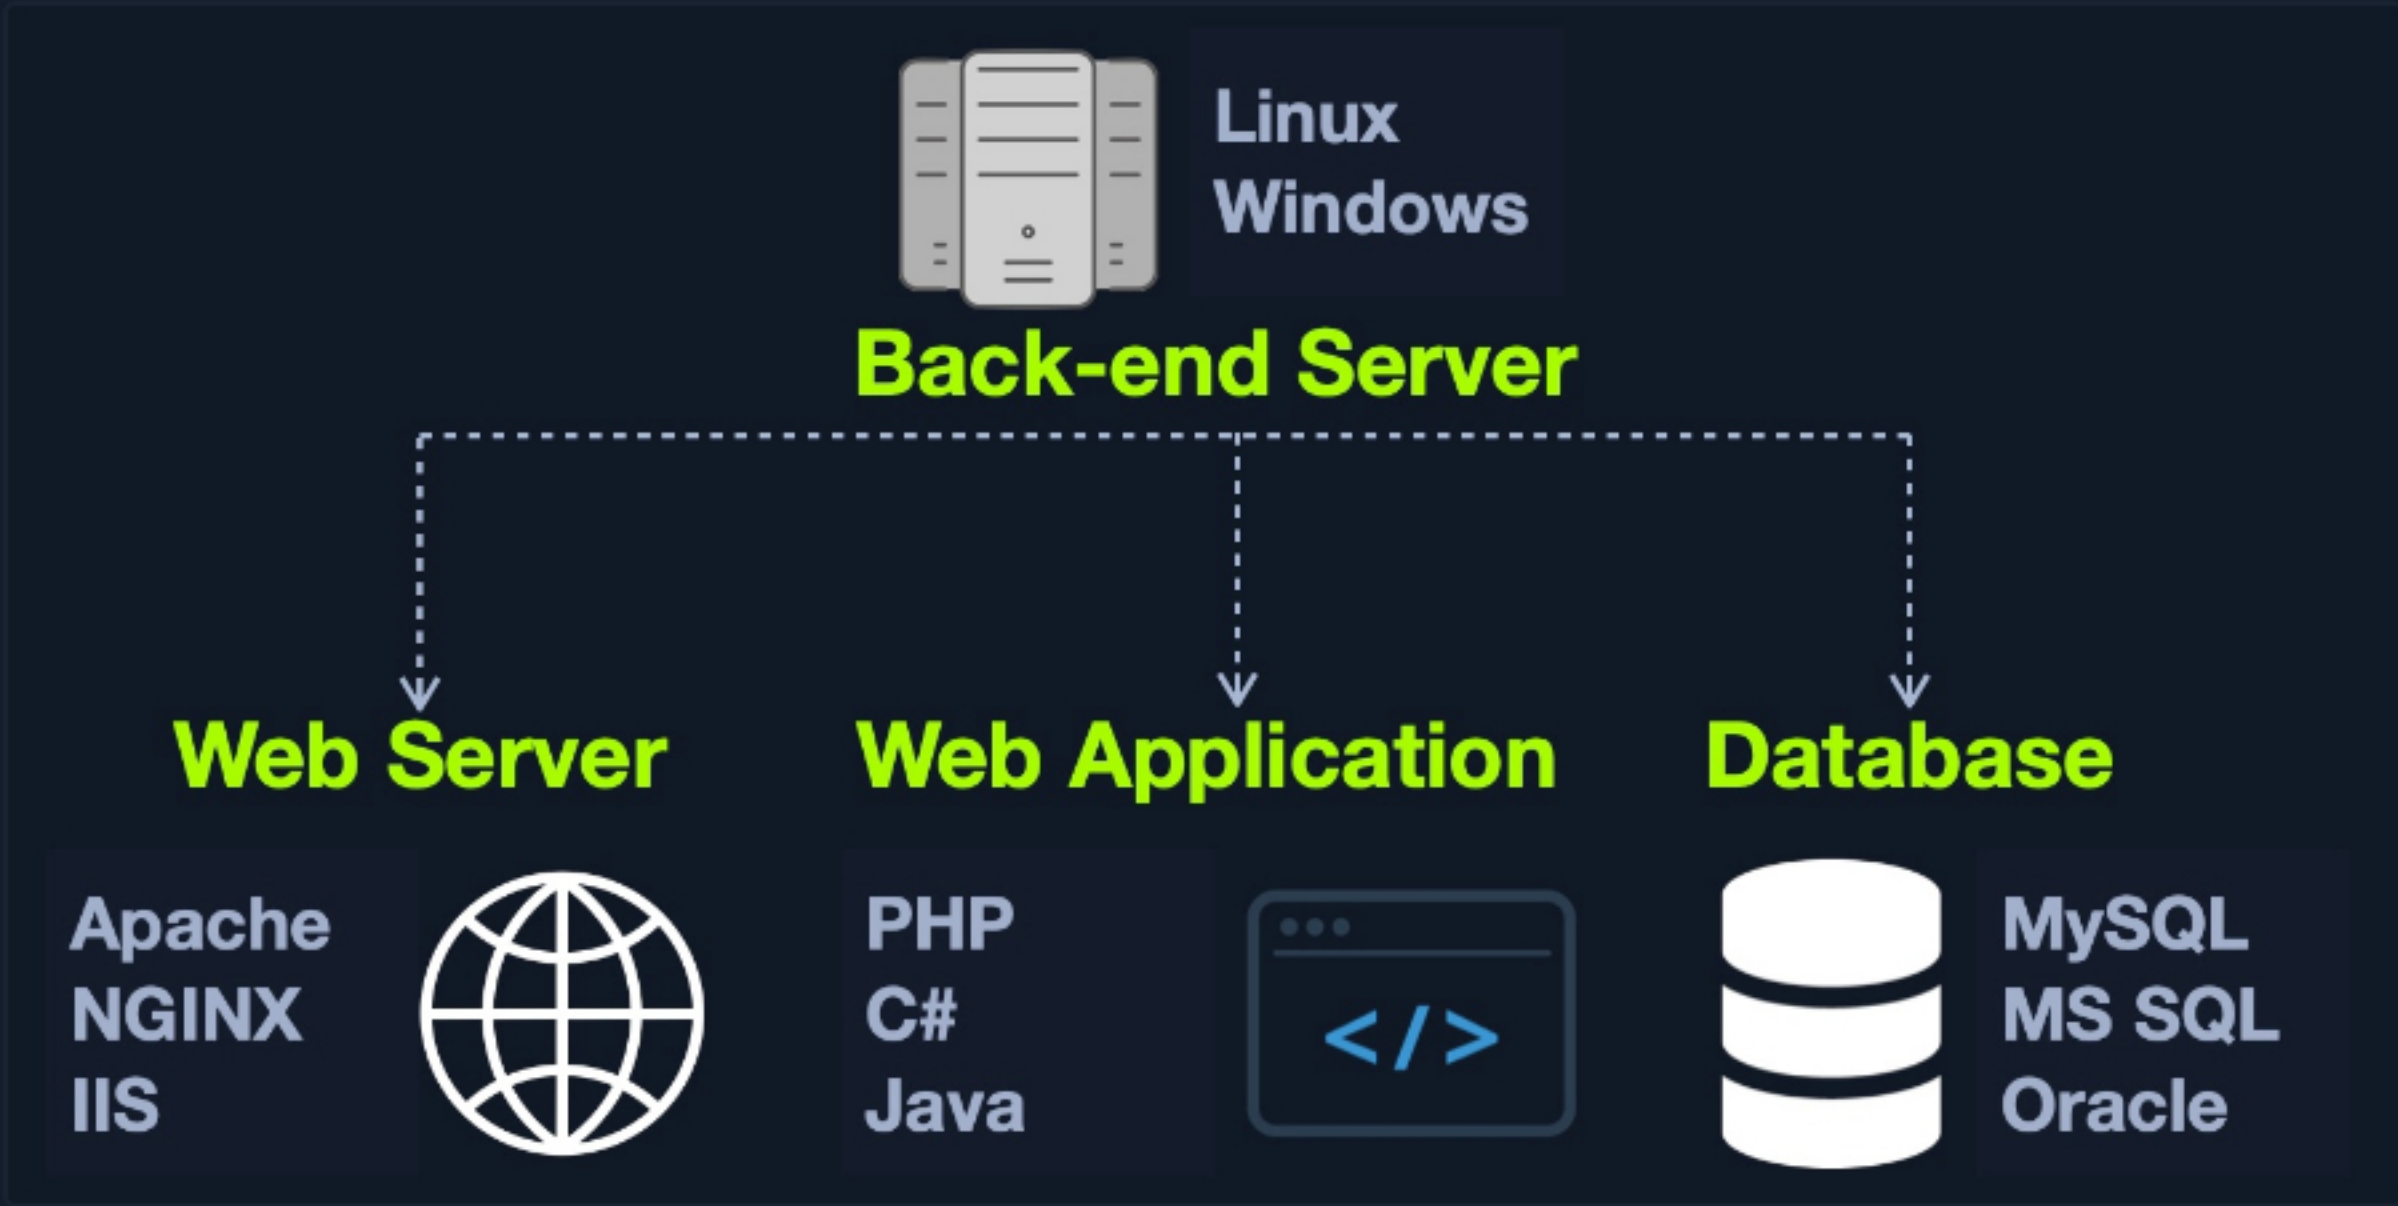 Linux
Windows
Back-end Server
Web Server
Apache
NGINX
IIS
Web Application
PHP
C#
Java
</>
Database
MySQL
MS SQL
Oracle